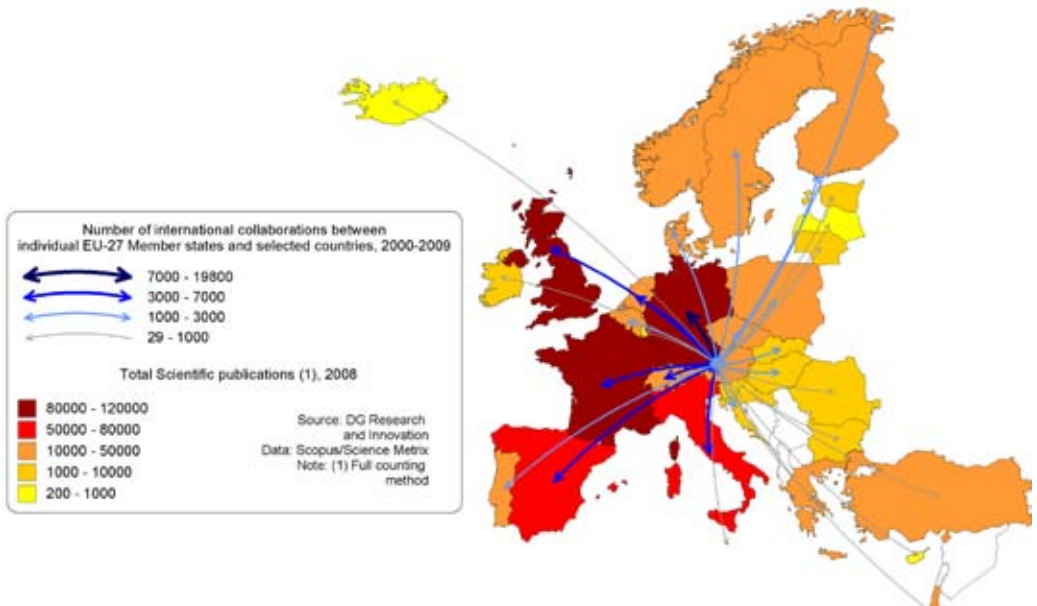 Number of international collaborations between
individual EU-27 Member states and selected countries, 2000-2009
7000 - 19800
3000 - 7000
1000 - 3000
29 - 1000
Total Scientific publications (1), 2008
80000 - 120000
50000 - 80000
10000 - 50000
1000 - 10000
200 - 1000
Source: DG Research
and Innovation
Data: Scopus/Science Metrix
Note: (1) Full counting
method